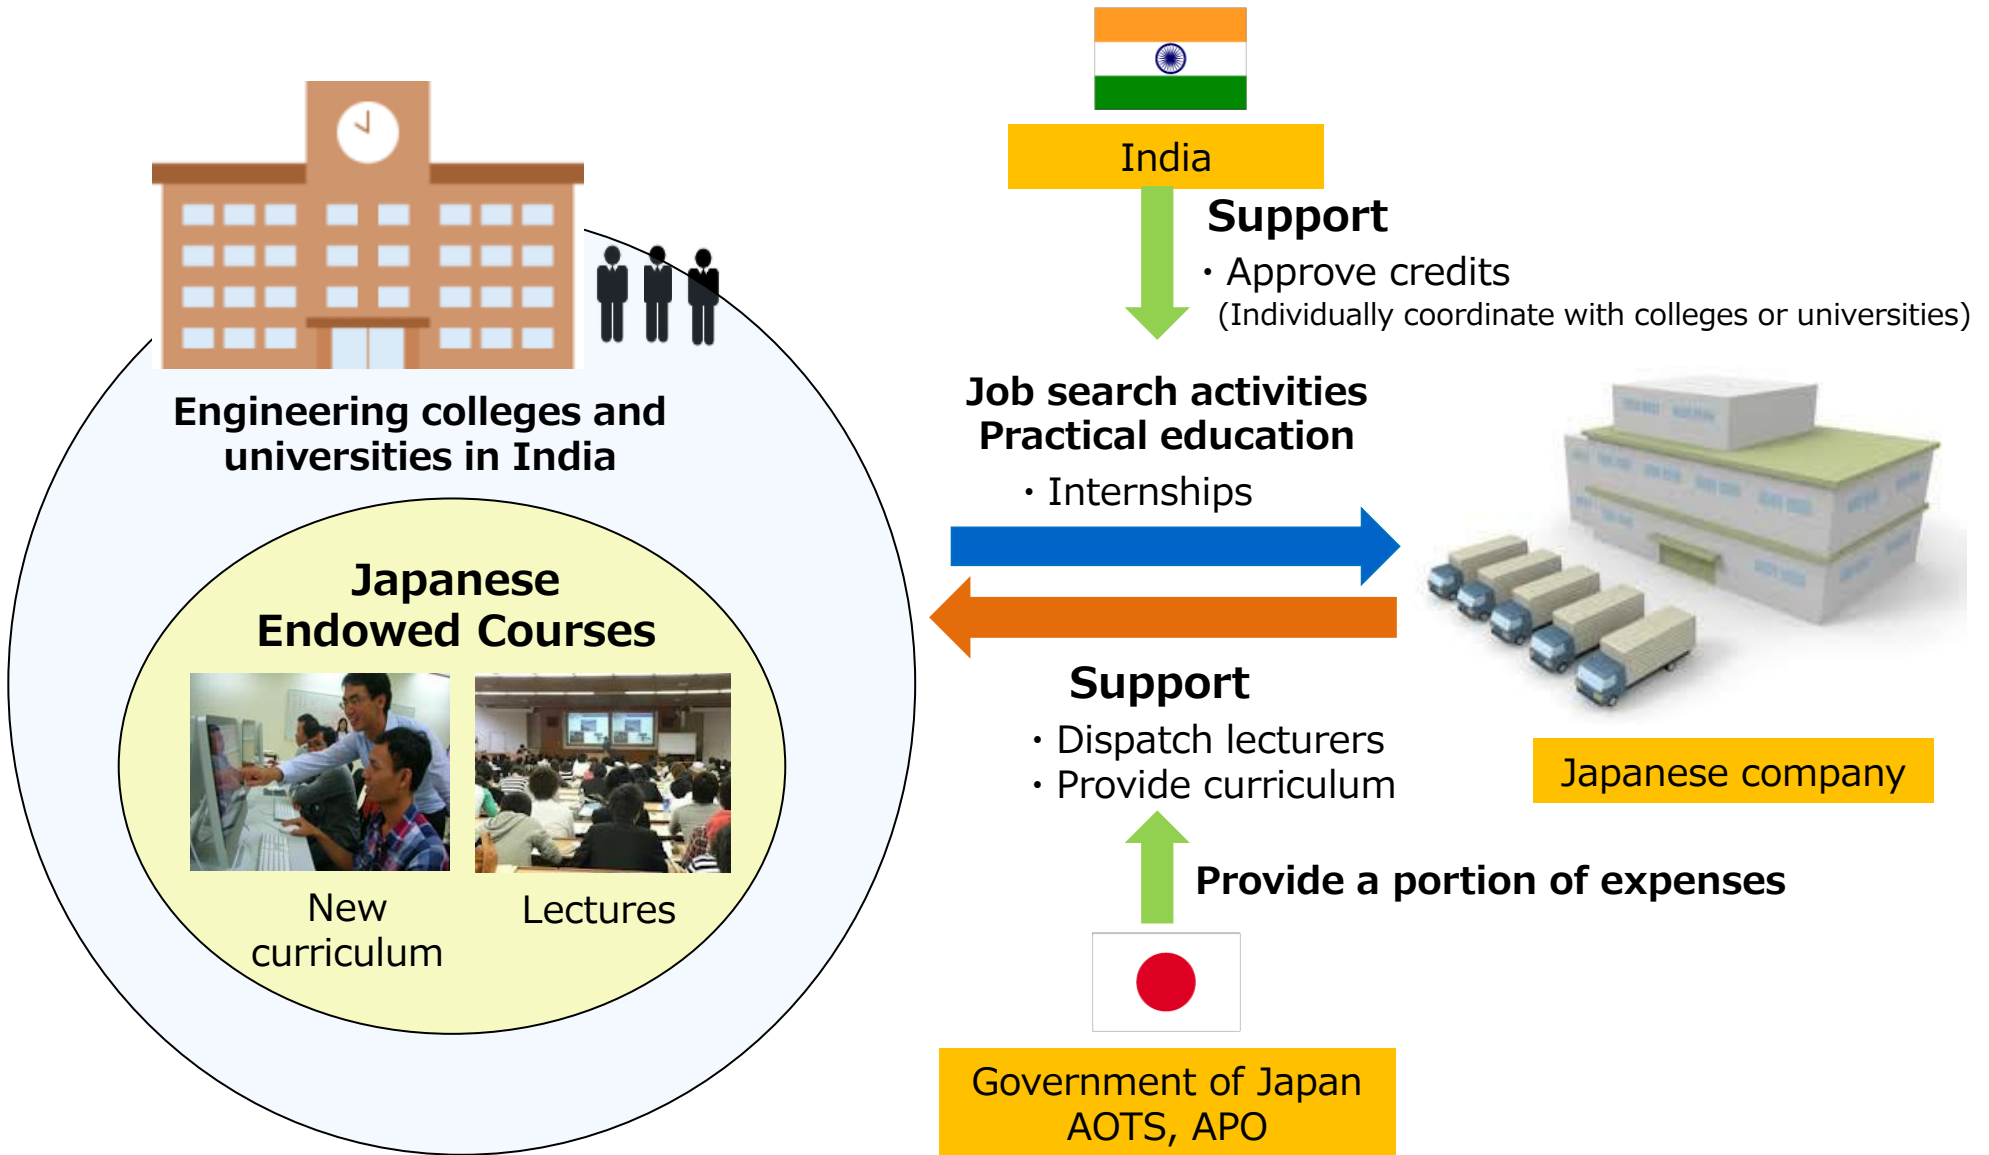 India
Support
・Approve credits
(Individually coordinate with colleges or universities)
Engineering colleges and
universities in India
Job search activities
Practical education
・Internships
Japanese
Endowed Courses
New
curriculum
Lectures
Support
・Dispatch lecturers
・Provide curriculum
Japanese company
Provide a portion of expenses
Government of Japan
AOTS, APO